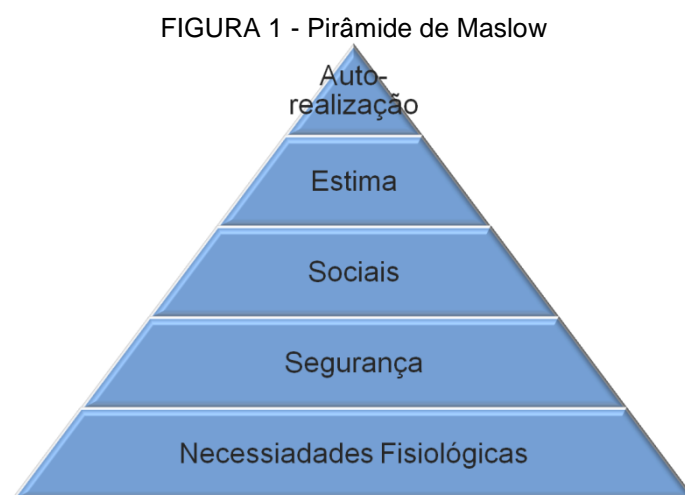 FIGURA 1 - Pirâmide de Maslow
Auto-
realização
Estima
Sociais
Segurança
Necessiadades Fisiológicas